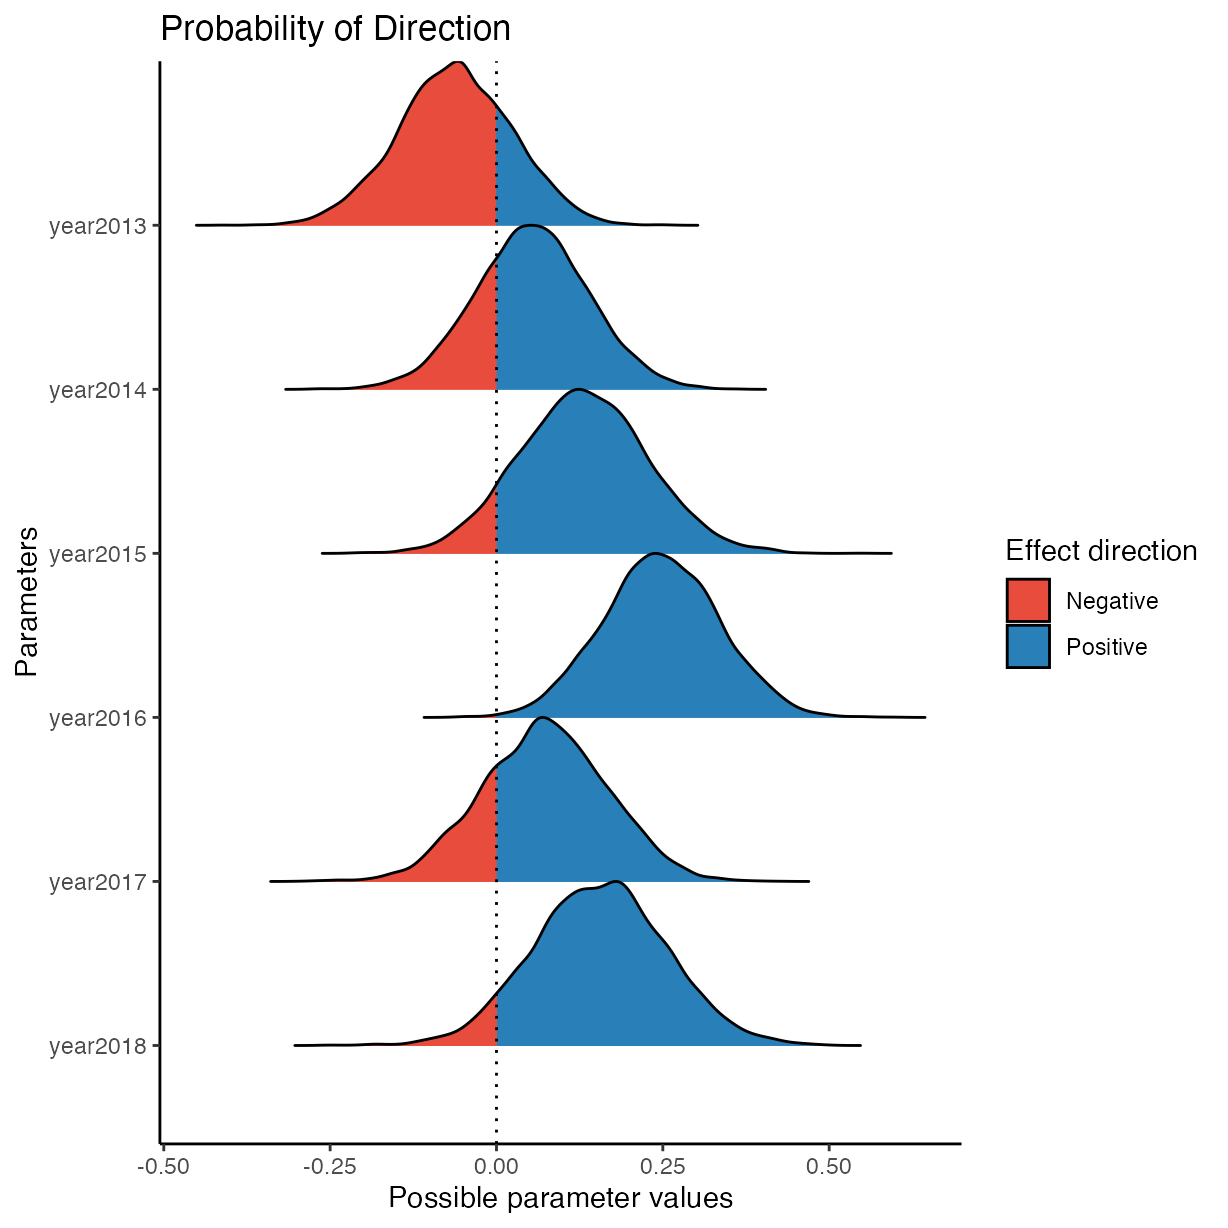 Probability of Direction
year2013
year2014
year2015
year2016
year2017
year2018
Parameters
-0.50
-0.25
0.00
0.25
0.50
Possible parameter values
Effect direction
Negative
Positive